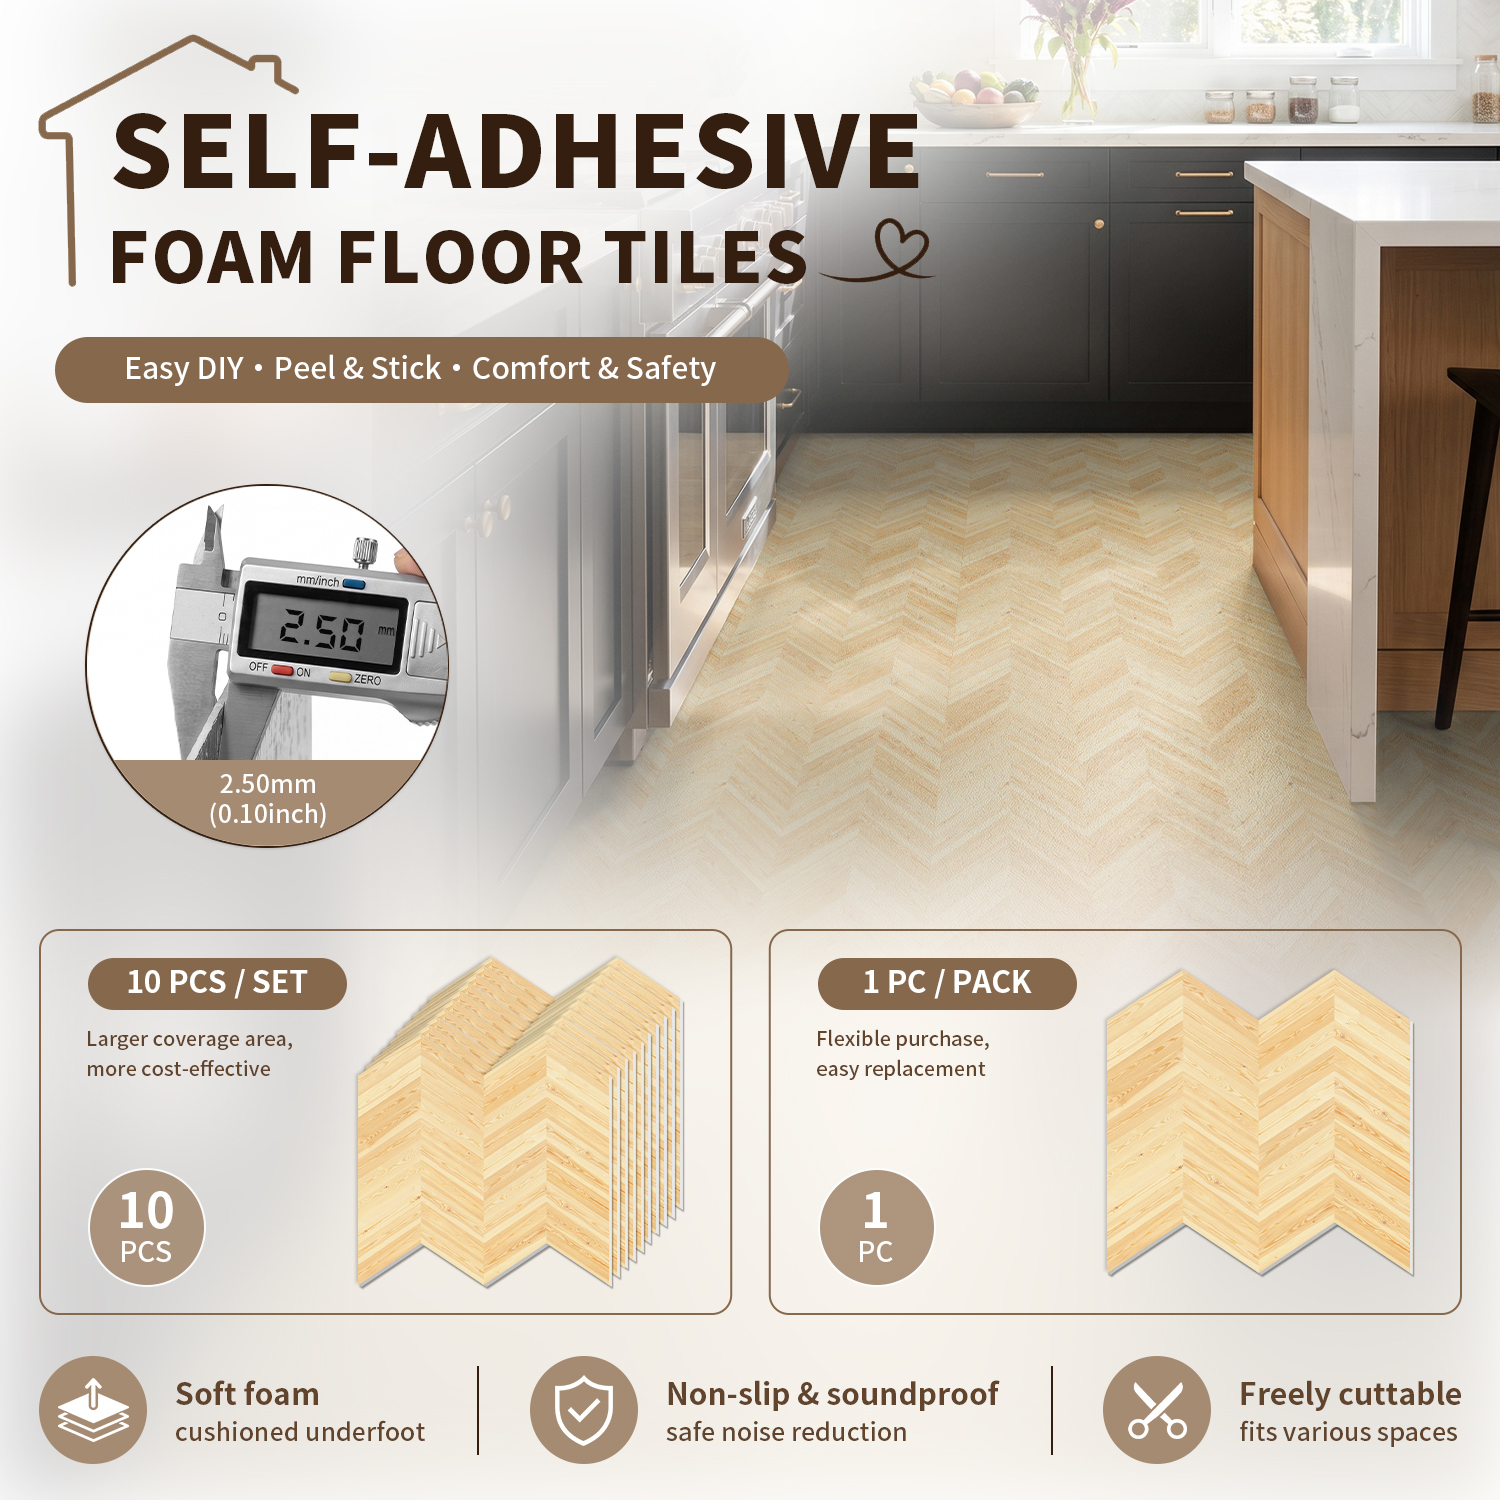 SELF-ADHESIVE
FOAM FLOOR TILES
Easy DIY • Peel & Stick • Comfort & Safety
mm/inch
0
2.50 mm
OFF ON ZERO
2.50mm
(0.10inch)
10 PCS / SET
Larger coverage area,
more cost-effective
10
PCS
1 PC / PACK
Flexible purchase,
easy replacement
1
PC
Soft foam
cushioned underfoot
Non-slip & soundproof
safe noise reduction
Freely cuttable
fits various spaces